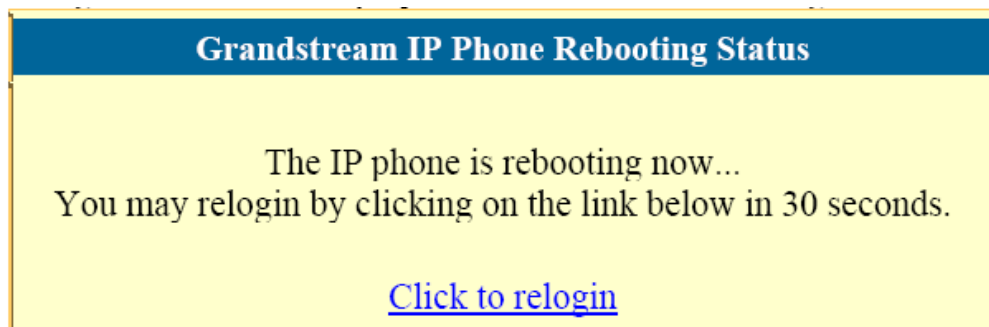 Grandstream IP Phone Rebooting Status
The IP phone is rebooting now...
You may relogin by clicking on the link below in 30 seconds.
Click to relogin